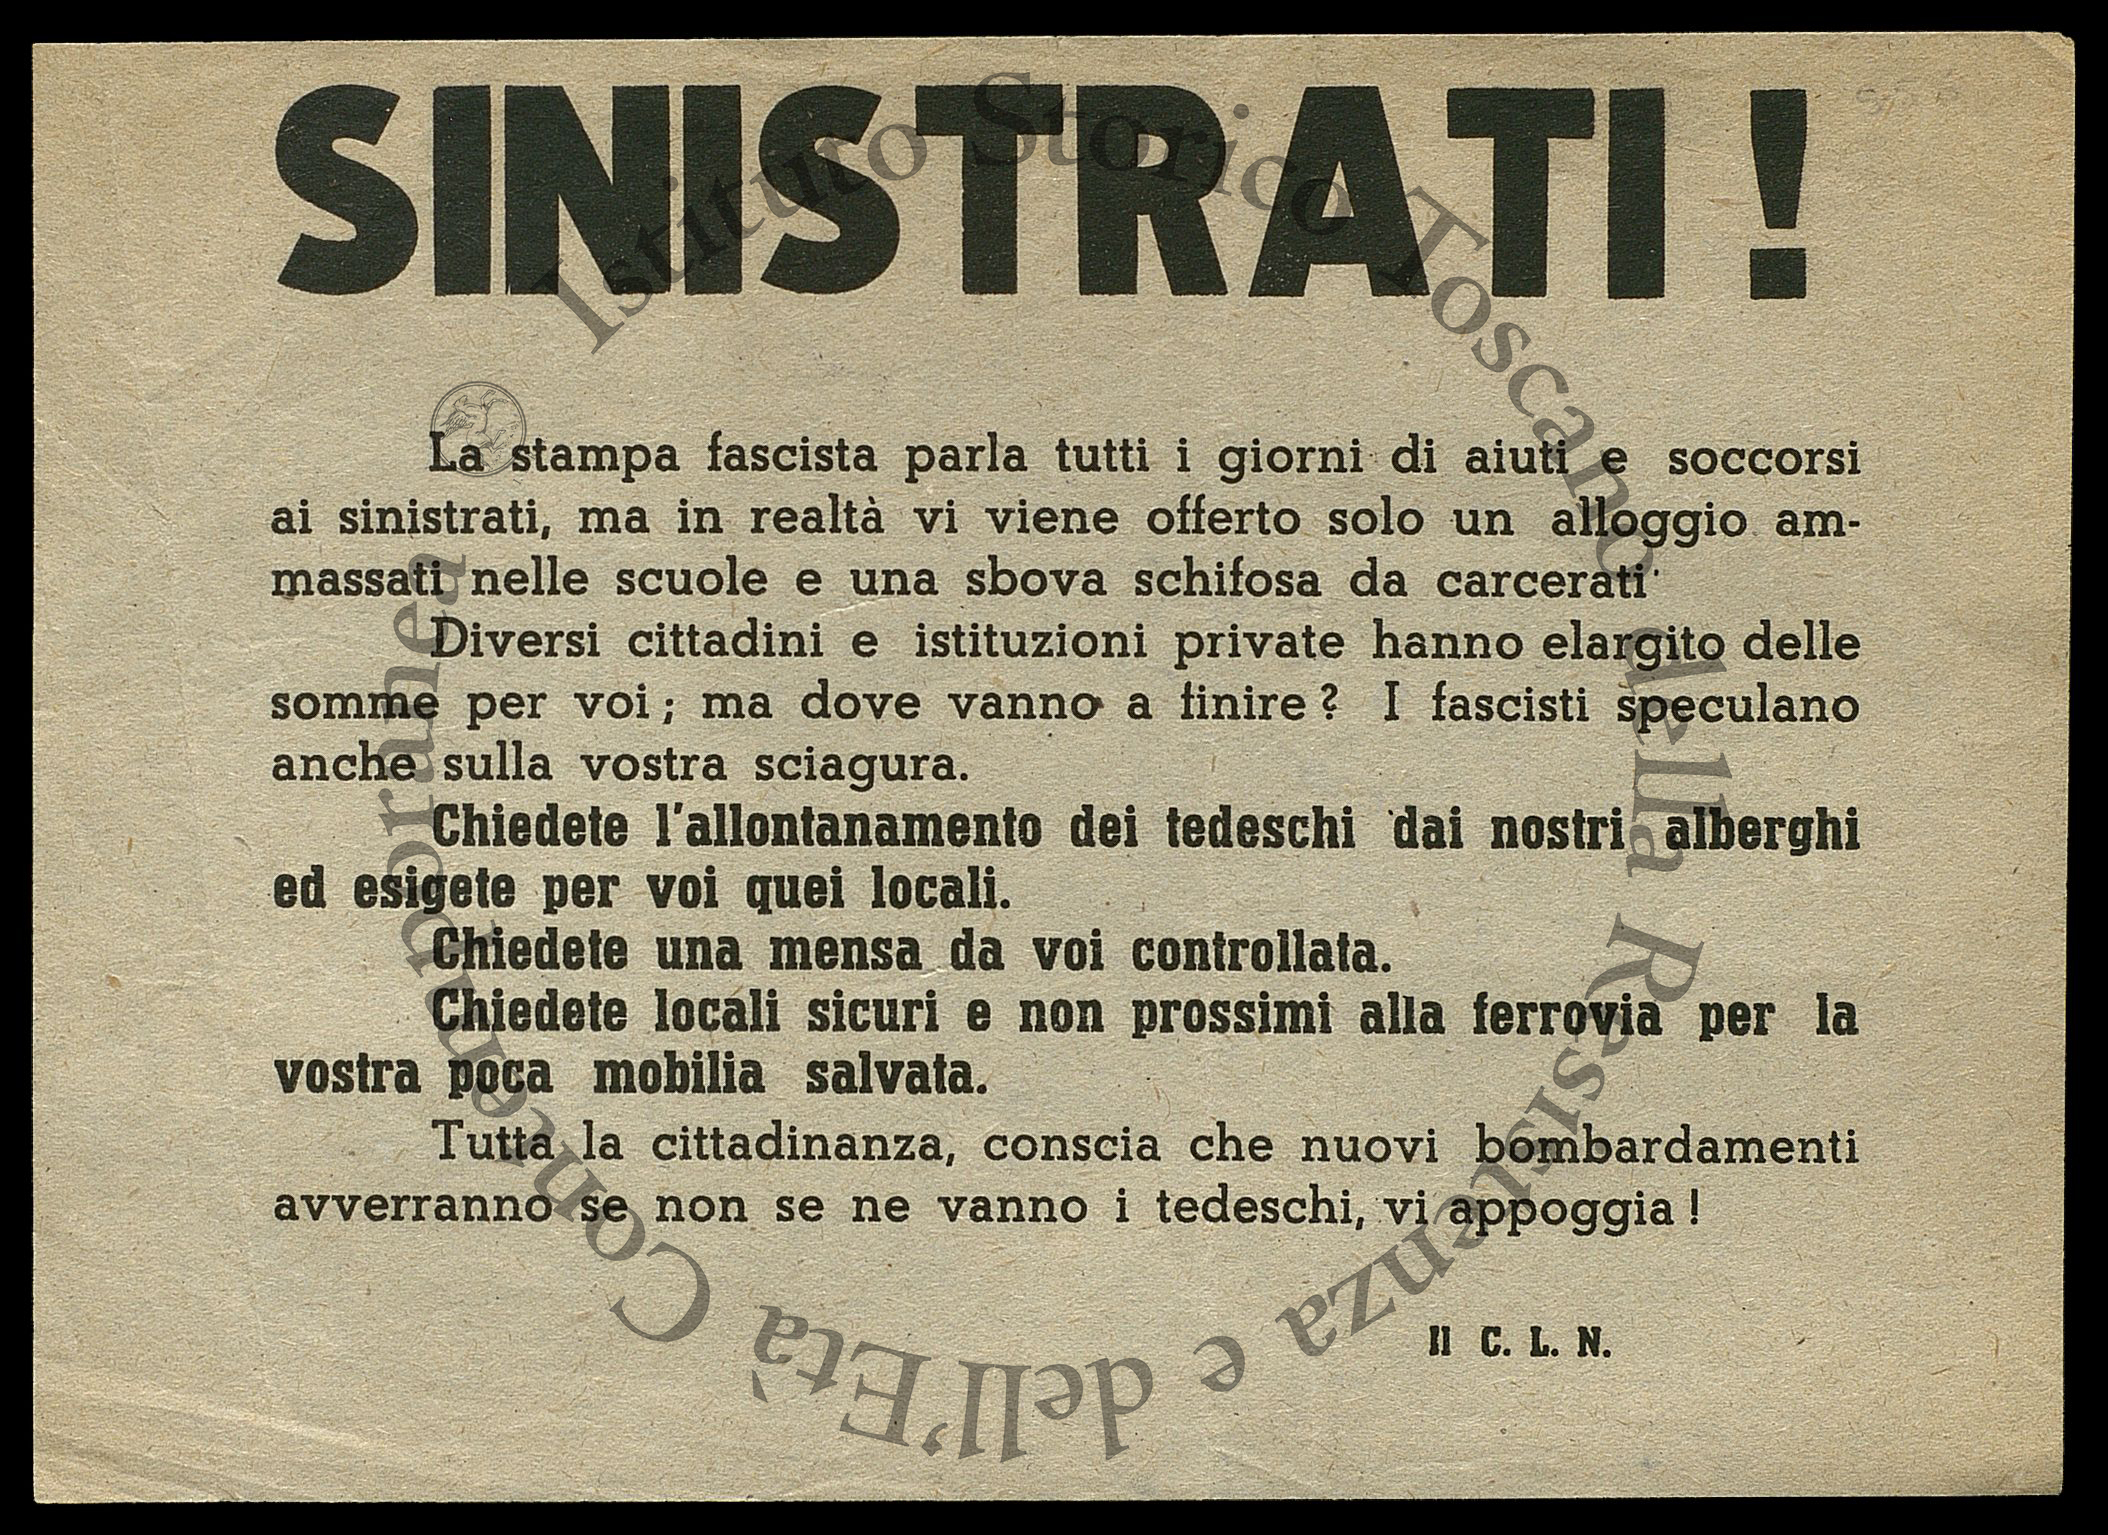 SINISTRATI !
La stampa fascista parla tutti i giorni di aiuti e soccorsi
ai sinistrati, ma in realtà vi viene offerto solo un alloggio am-
massati nelle scuole e una sbova schifosa da carcerati
Diversi cittadini e istituzioni private hanno elargito delle
somme per voi ; ma dove vanno a finire ? I fascisti speculano
anche sulla vostra sciagura.
Chiedete l'allontanamento dei tedeschi dai nostri alberghi
ed esigete per voi quei locali.
Chiedete una mensa da voi controllata.
Chiedete locali sicuri e non prossimi alla ferrovia per la
vostra poca mobilia salvata.
Tutta la cittadinanza, conscia che nuovi bombardamenti
avverranno se non se ne vanno i tedeschi, vi appoggia !
Il C. L. N.
Istituto Storico Toscano della Resistenza e dell'Età Contemporanea